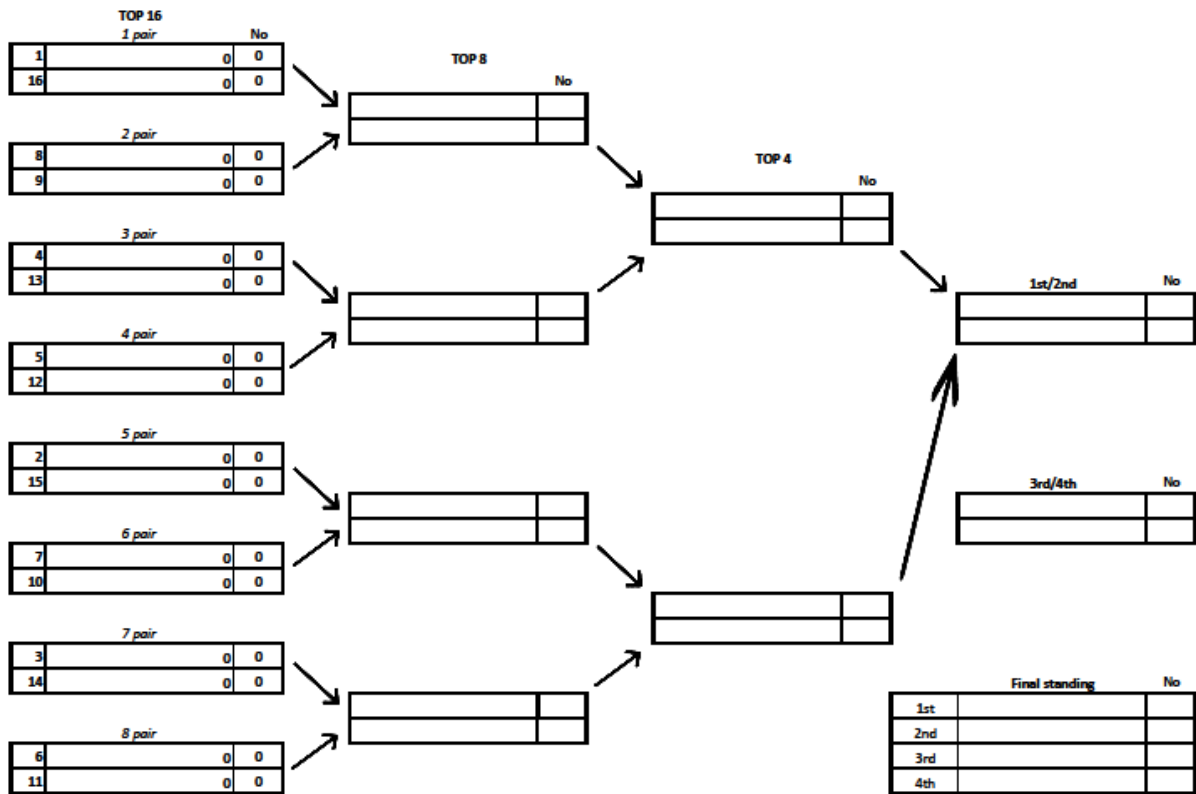 TOP 16
1 pair No
1 0 0
16 0 0
2 pair
8 0 0
9 0 0
3 pair
4 0 0
13 0 0
4 pair
5 0 0
12 0 0
5 pair
2 0 0
15 0 0
6 pair
7 0 0
10 0 0
7 pair
3 0 0
14 0 0
8 pair
6 0 0
11 0 0
TOP 8
No
TOP 4
No
1st/2nd No
3rd/4th No
Final standing No
1st
2nd
3rd
4th